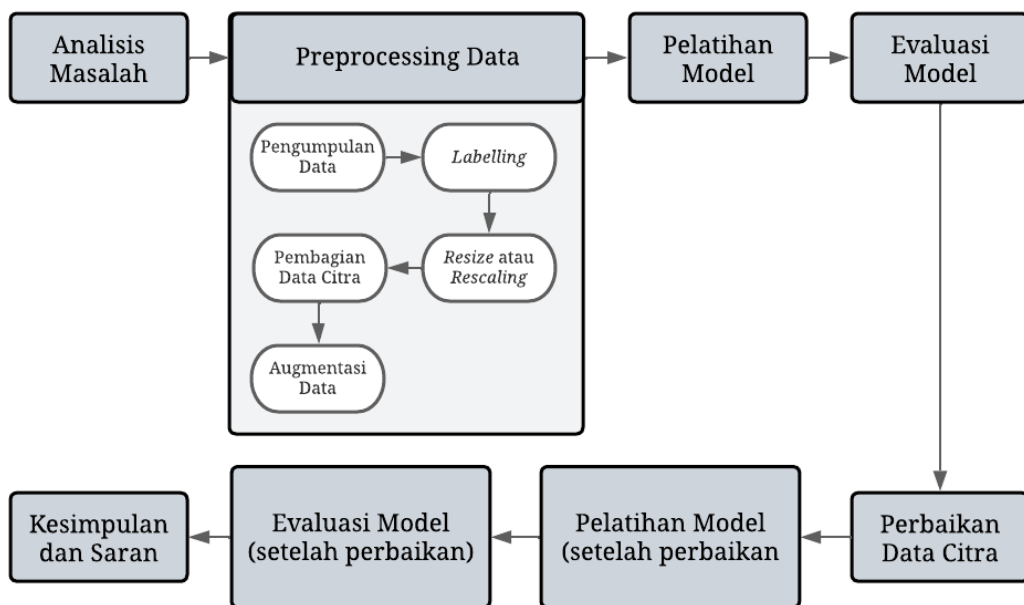 Analisis
Masalah
Preprocessing Data
Pelatihan
Model
Evaluasi
Model
Pengumpulan
Data
Labelling
Resize atau
Rescaling
Pembagian
Data Citra
Augmentasi
Data
Perbaikan
Data Citra
Pelatihan Model
(setelah perbaikan
Evaluasi Model
(setelah perbaikan)
Kesimpulan
dan Saran